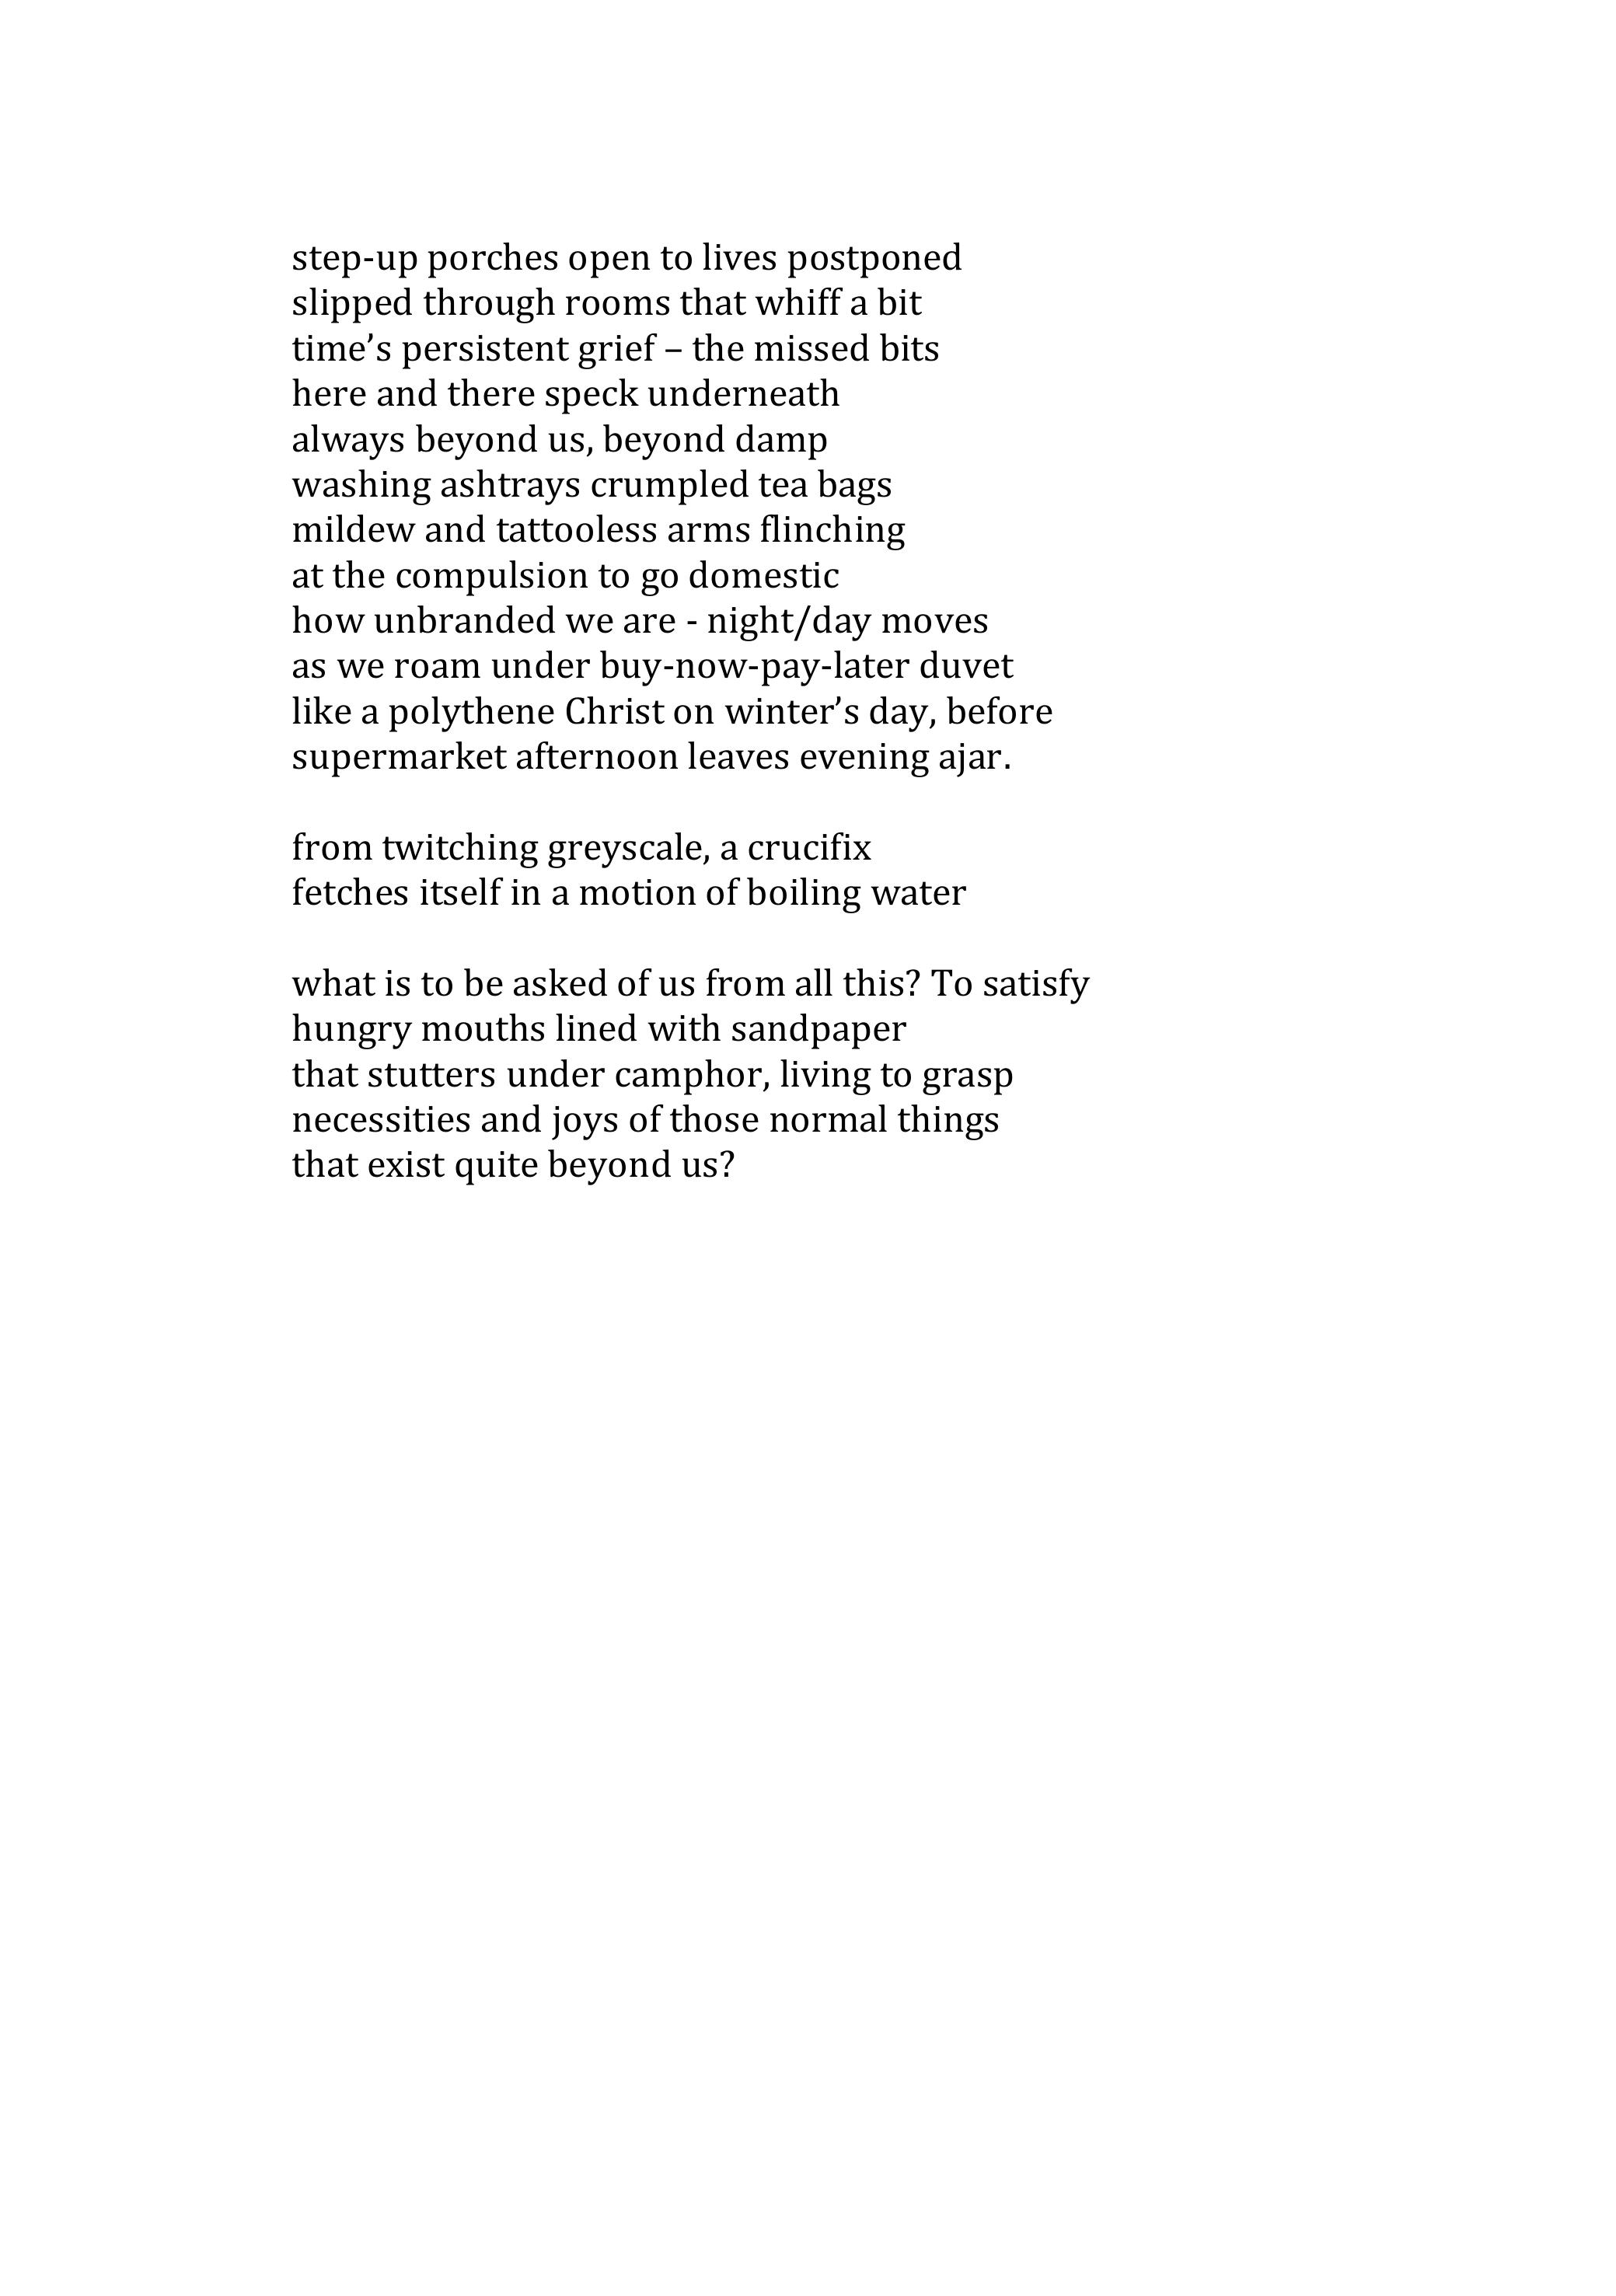 step-up porches open to lives postponed
slipped through rooms that whiff a bit
time’s persistent grief – the missed bits
here and there speck underneath
always beyond us, beyond damp
washing ashtrays crumpled tea bags
mildew and tattooless arms flinching
at the compulsion to go domestic
how unbranded we are - night/day moves
as we roam under buy-now-pay-later duvet
like a polythene Christ on winter’s day, before
supermarket afternoon leaves evening ajar.

from twitching greyscale, a crucifix
fetches itself in a motion of boiling water

what is to be asked of us from all this? To satisfy
hungry mouths lined with sandpaper
that stutters under camphor, living to grasp
necessities and joys of those normal things
that exist quite beyond us?